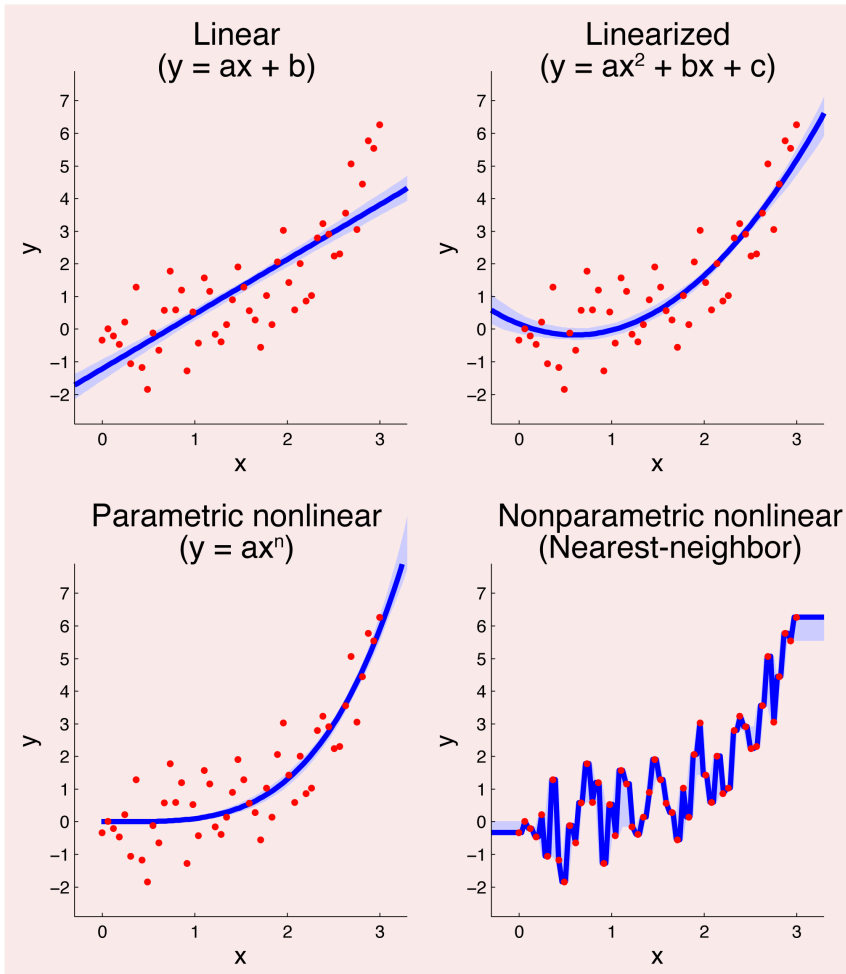 Linear
(y = ax + b)
7
6
5
4
3
2
1
0
−1
−2
y
0 1 2 3
x
Linearized
(y = ax² + bx + c)
7
6
5
4
3
2
1
0
−1
−2
y
0 1 2 3
x
Parametric nonlinear
(y = axⁿ)
7
6
5
4
3
2
1
0
−1
−2
y
0 1 2 3
x
Nonparametric nonlinear
(Nearest-neighbor)
7
6
5
4
3
2
1
0
−1
−2
y
0 1 2 3
x